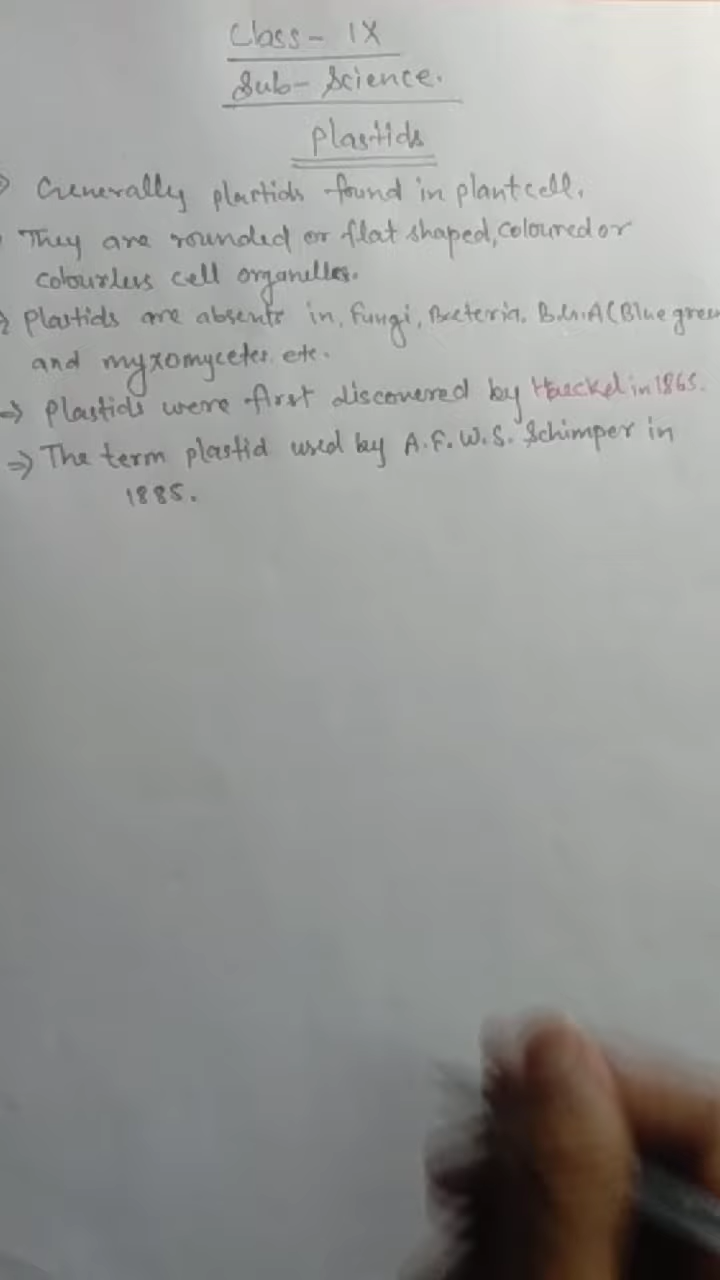 Class - IX
Sub - Science.
Plastids
Generally plastids found in plant cell.
They are rounded or flat shaped, coloured or
colourless cell organelles.
Plastids are absents in, Fungi, Bacteria, B.G.A (Blue green
and myxomycetes etc.
⇒ Plastids were first discovered by Haeckel in 1865.
⇒ The term plastid used by A.F.W.S. Schimper in
1885.